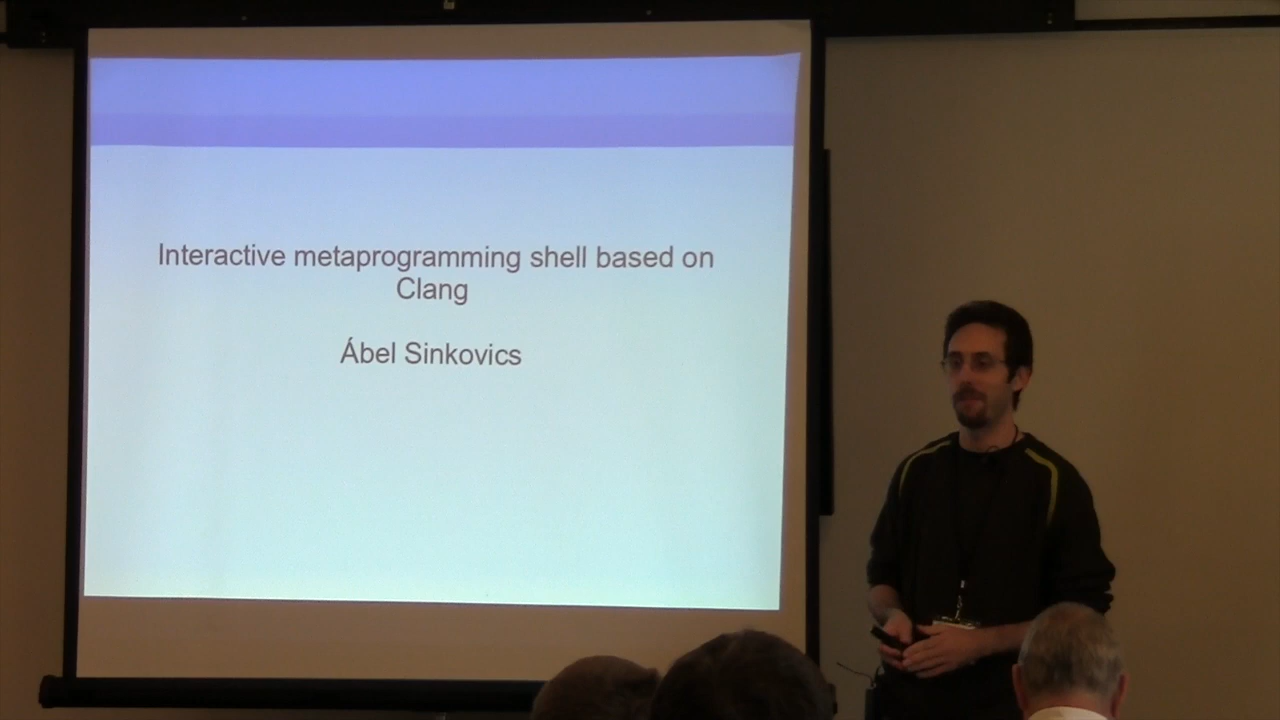 Interactive metaprogramming shell based on
Clang
Ábel Sinkovics